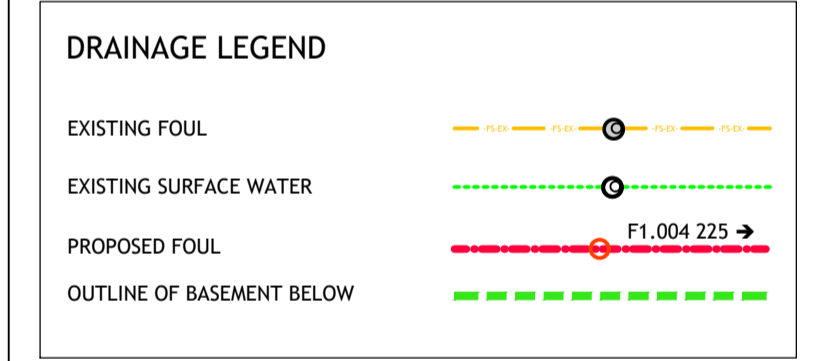 DRAINAGE LEGEND
EXISTING FOUL -FS-EX- -FS-EX- -FS-EX- -FS-EX-
EXISTING SURFACE WATER
F1.004 225 →
PROPOSED FOUL
OUTLINE OF BASEMENT BELOW